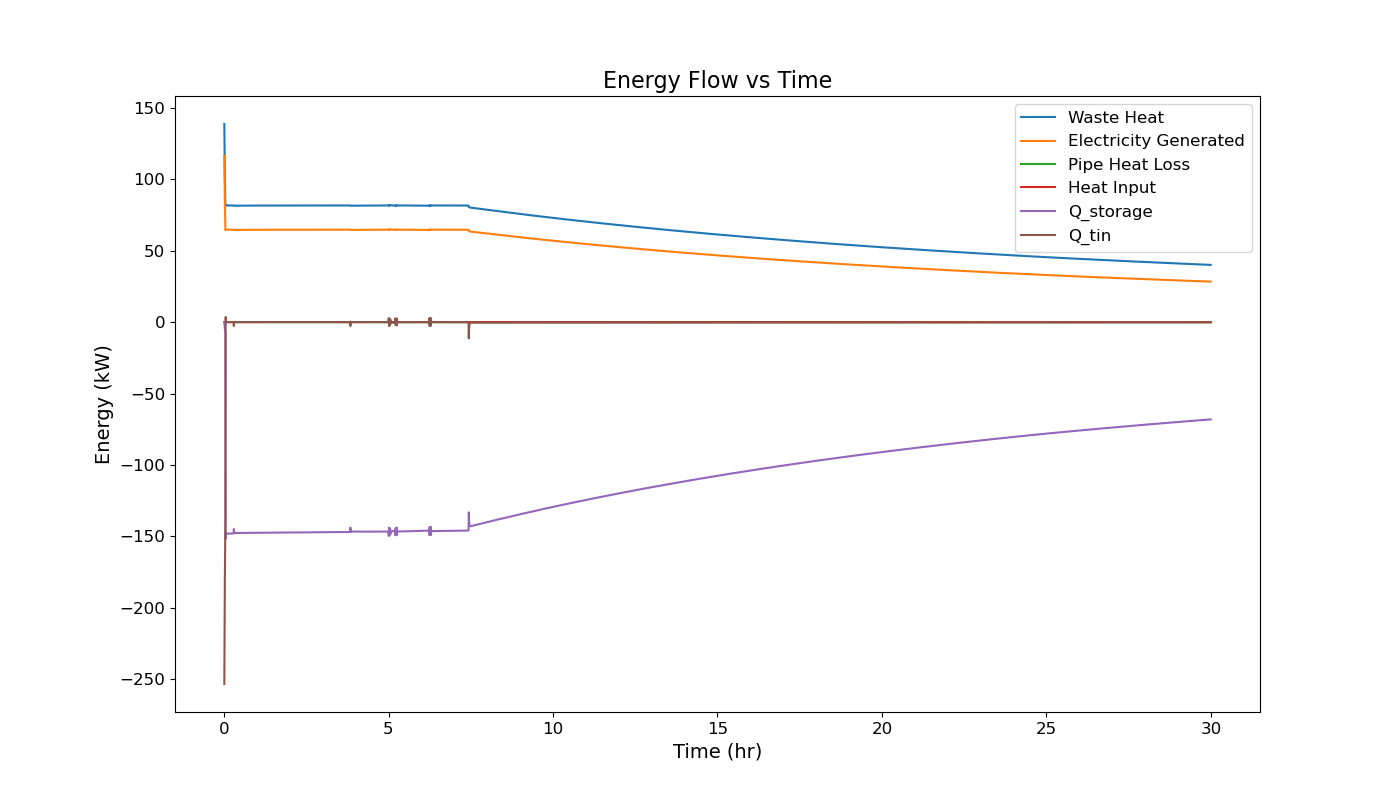 Energy Flow vs Time
150
100
50
0
−50
−100
−150
−200
−250
Energy (kW)
Waste Heat
Electricity Generated
Pipe Heat Loss
Heat Input
Q_storage
Q_tin
0 5 10 15 20 25 30
Time (hr)